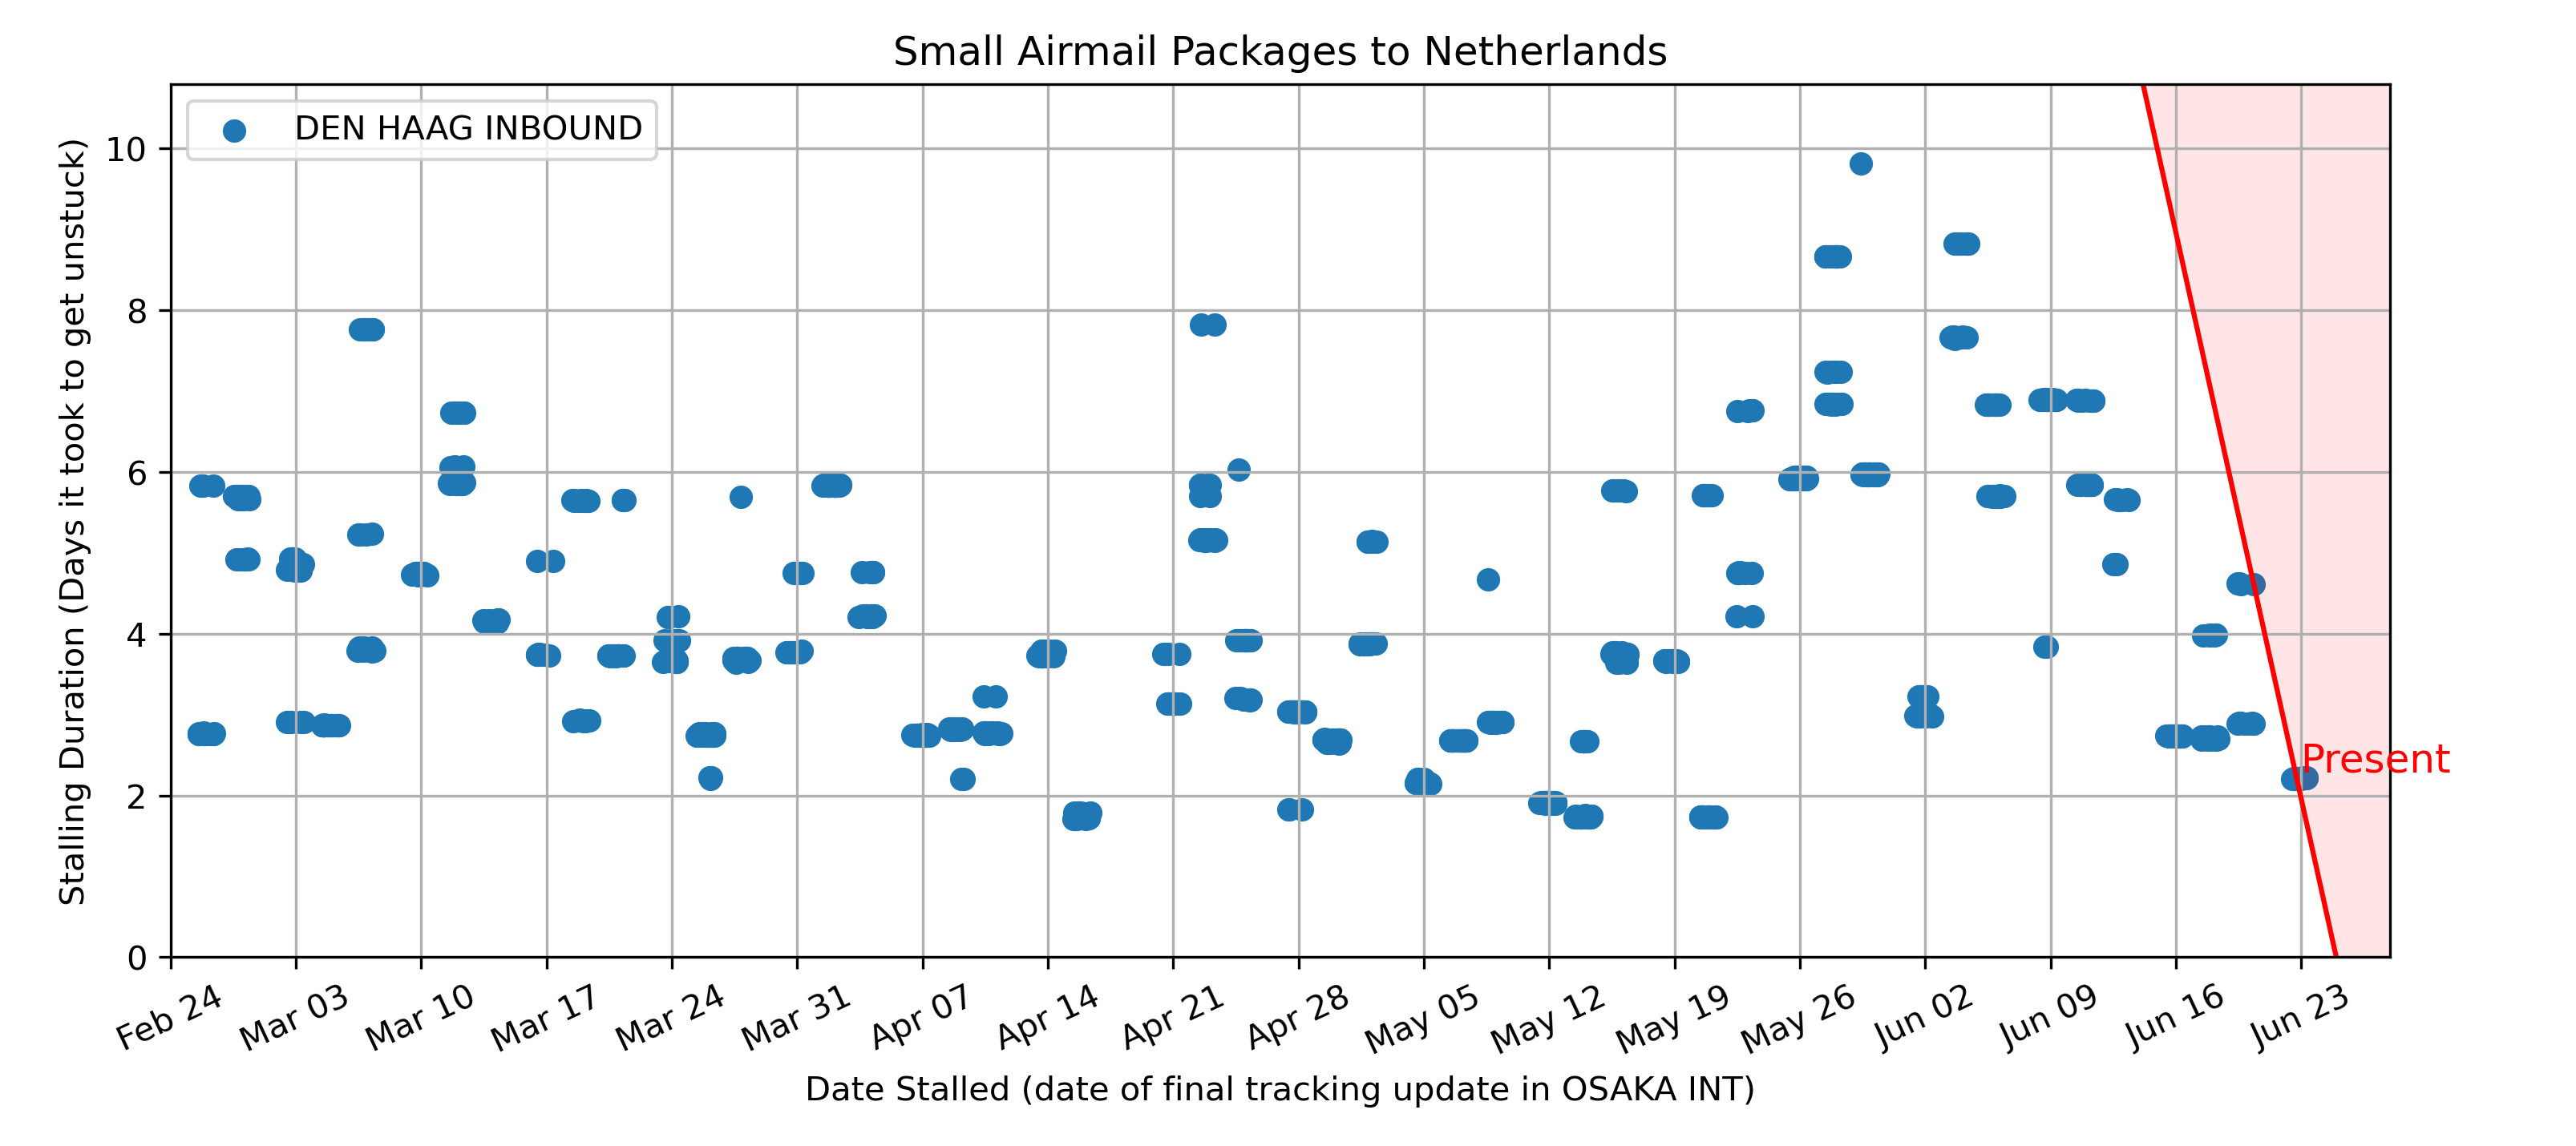 Small Airmail Packages to Netherlands
DEN HAAG INBOUND
Stalling Duration (Days it took to get unstuck)
10
8
6
4
2
0
Present
Feb 24
Mar 03
Mar 10
Mar 17
Mar 24
Mar 31
Apr 07
Apr 14
Apr 21
Apr 28
May 05
May 12
May 19
May 26
Jun 02
Jun 09
Jun 16
Jun 23
Date Stalled (date of final tracking update in OSAKA INT)